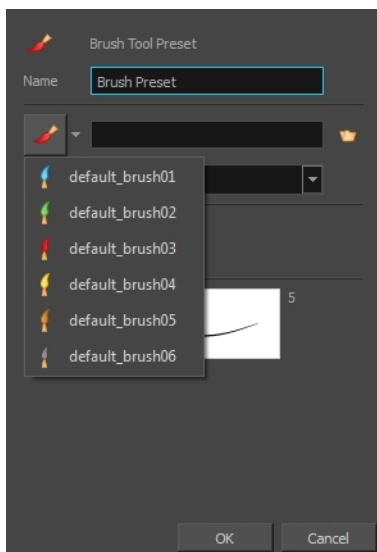 Brush Tool Preset
Name Brush Preset
default_brush01
default_brush02
default_brush03
default_brush04
5
default_brush05
default_brush06
OK Cancel